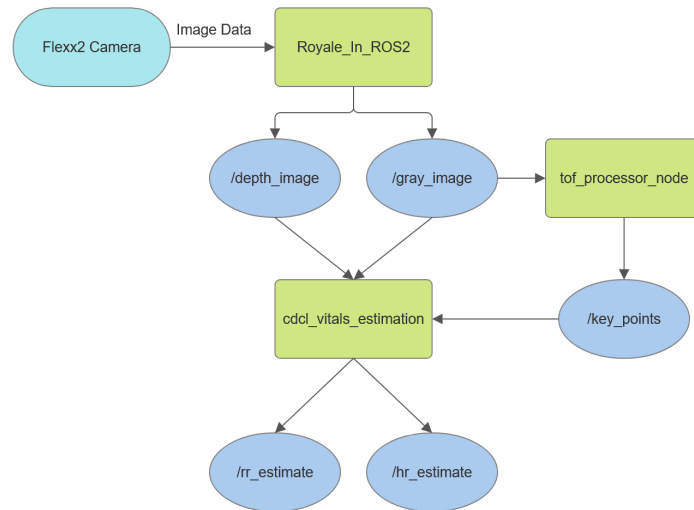 Flexx2 Camera
Image Data
Royale_In_ROS2
/depth_image
/gray_image
tof_processor_node
cdcl_vitals_estimation
/key_points
/rr_estimate
/hr_estimate